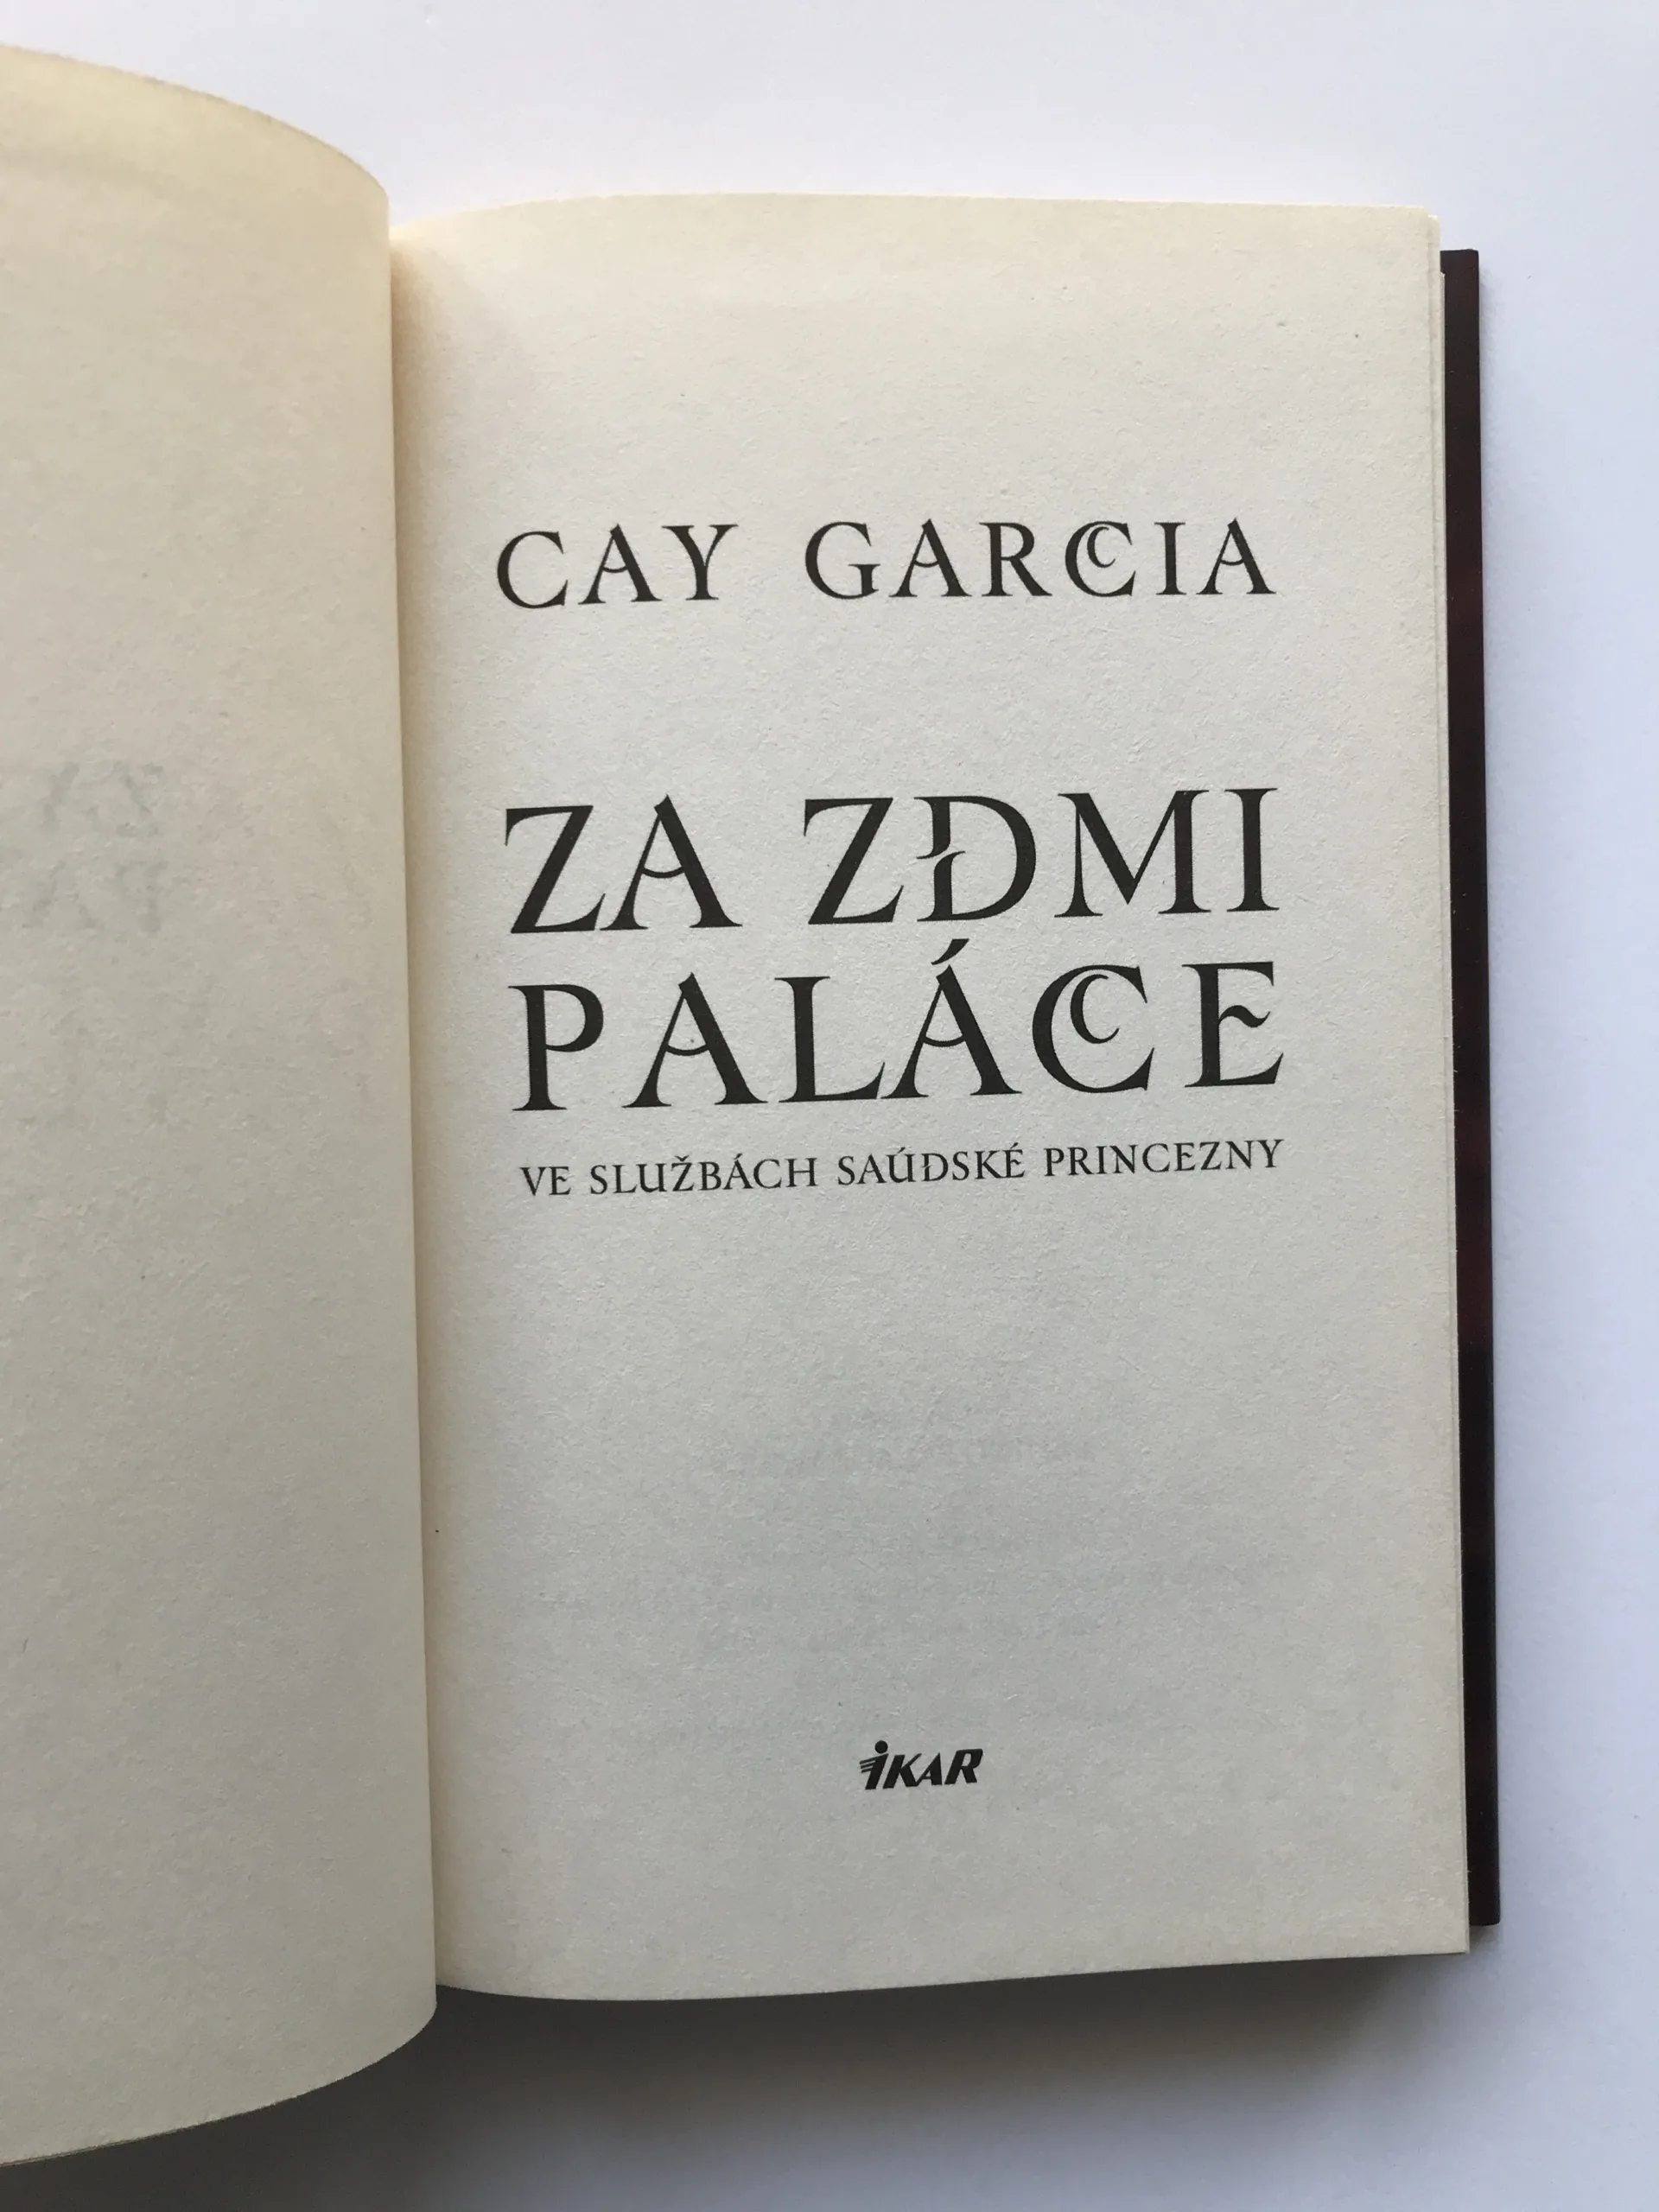 CAY GARCIA
ZA ZDMI
PALÁCE
VE SLUŽBÁCH SAÚDSKÉ PRINCEZNY
IKAR